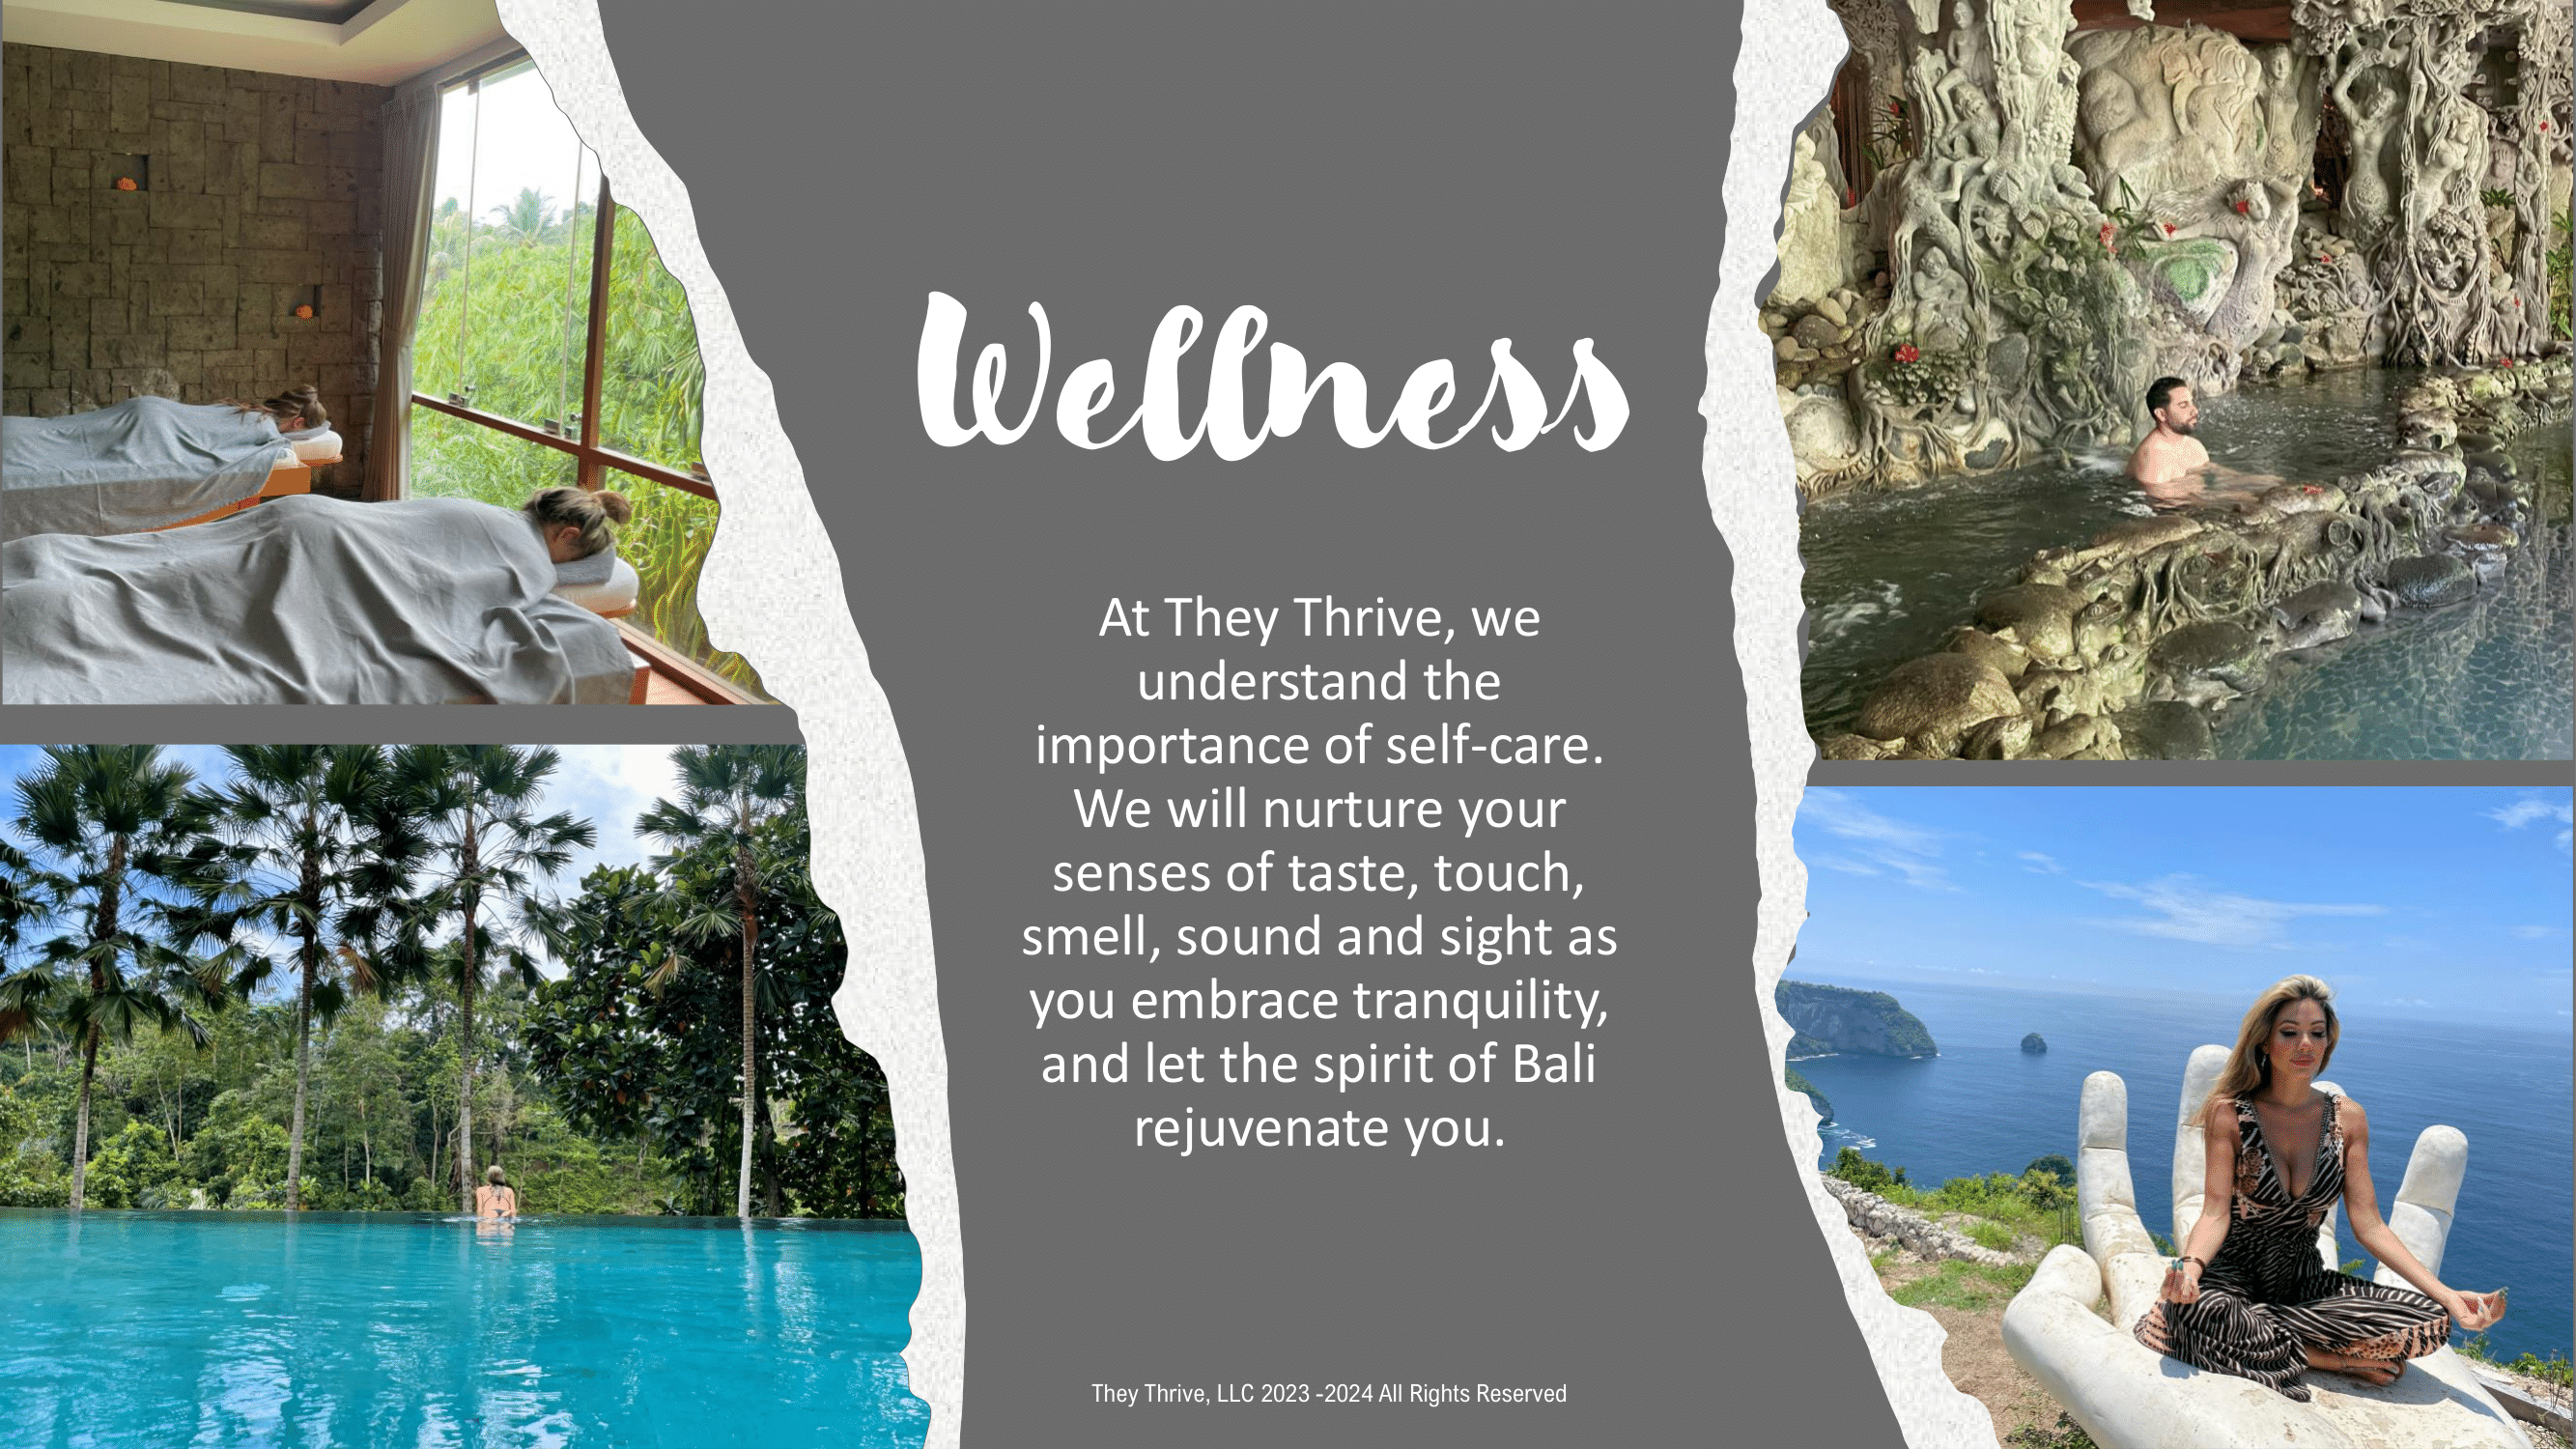 Wellness
At They Thrive, we
understand the
importance of self-care.
We will nurture your
senses of taste, touch,
smell, sound and sight as
you embrace tranquility,
and let the spirit of Bali
rejuvenate you.
They Thrive, LLC 2023 -2024 All Rights Reserved